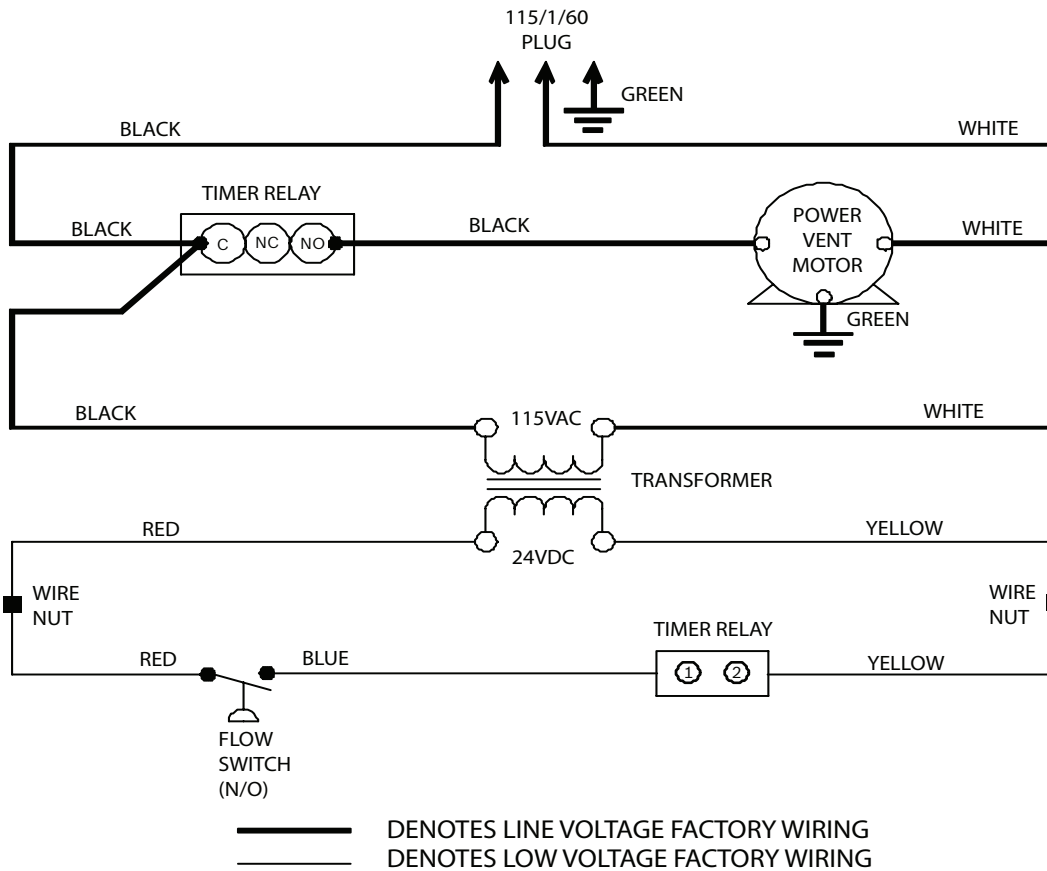 115/1/60
PLUG
GREEN
BLACK
WHITE
TIMER RELAY
BLACK
C
NC
NO
BLACK
POWER
VENT
MOTOR
WHITE
GREEN
BLACK
115VAC
WHITE
TRANSFORMER
RED
24VDC
YELLOW
WIRE
NUT
WIRE
NUT
TIMER RELAY
RED
BLUE
1
2
YELLOW
FLOW
SWITCH
(N/O)
DENOTES LINE VOLTAGE FACTORY WIRING
DENOTES LOW VOLTAGE FACTORY WIRING